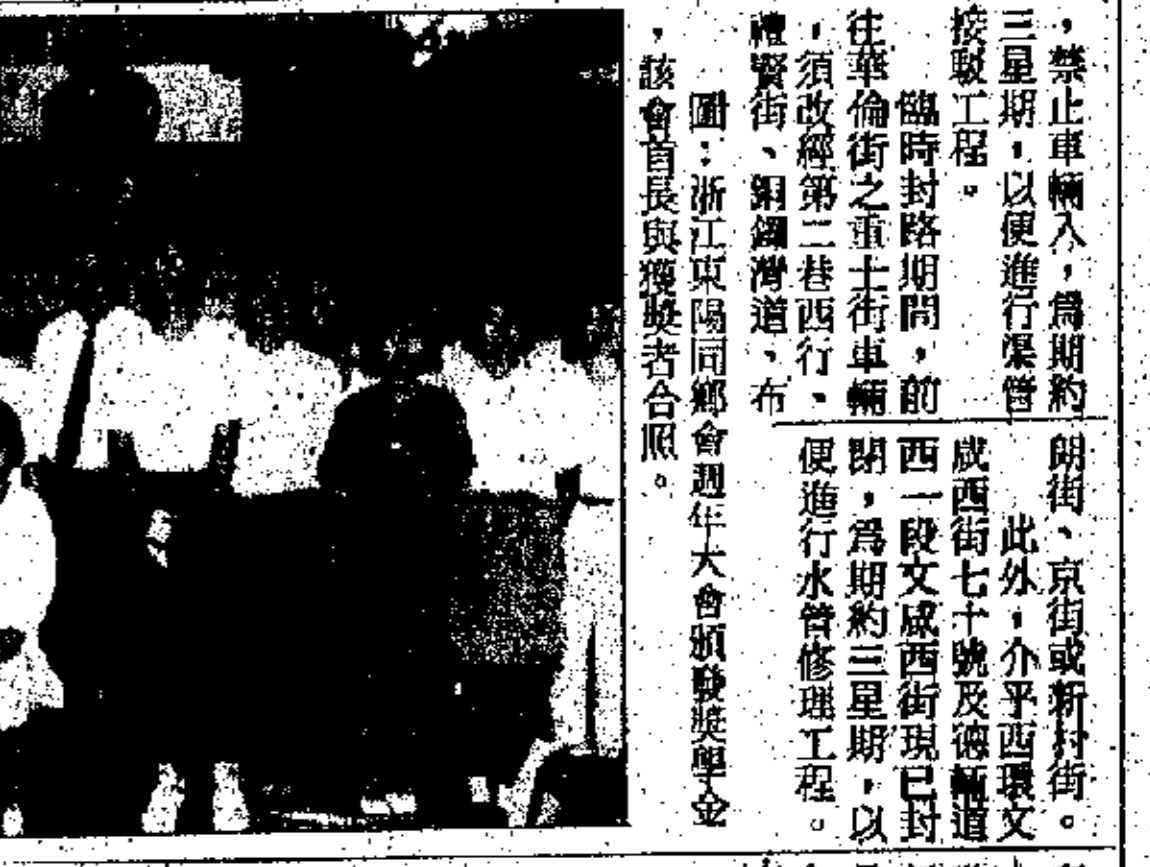 ，禁止車輛入，爲期約
三星期，以便進行渠管
接駁工程。
臨時封路期間，前
往華倫街之重士街車輛
，須改經第二巷西行、
禮賢街、銅鑼灣道、布
朗街、京街或新村街。
此外，介乎西環文
咸西街七十號及德輔道
西一段文咸西街現已封
閉，爲期約三星期，以
便進行水管修理工程。
圖：浙江東陽同鄉會週年大會頒發獎學金
，該會首長與獲獎者合照。